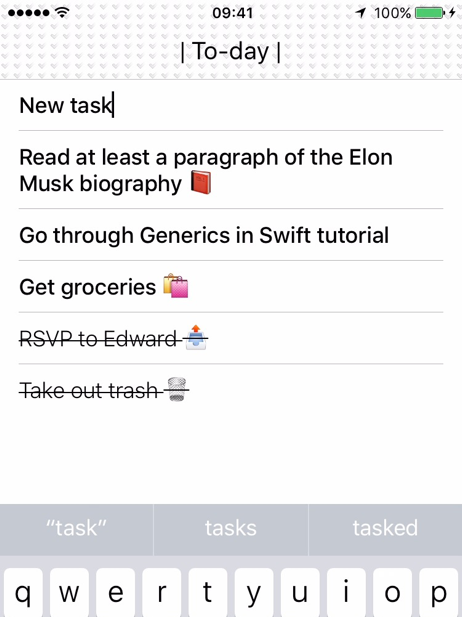 09:41
100%
| To-day |
New task
Read at least a paragraph of the Elon
Musk biography 📕
Go through Generics in Swift tutorial
Get groceries 🛍️
RSVP to Edward 📤
Take out trash 🗑️
“task” tasks tasked
q w e r t y u i o p